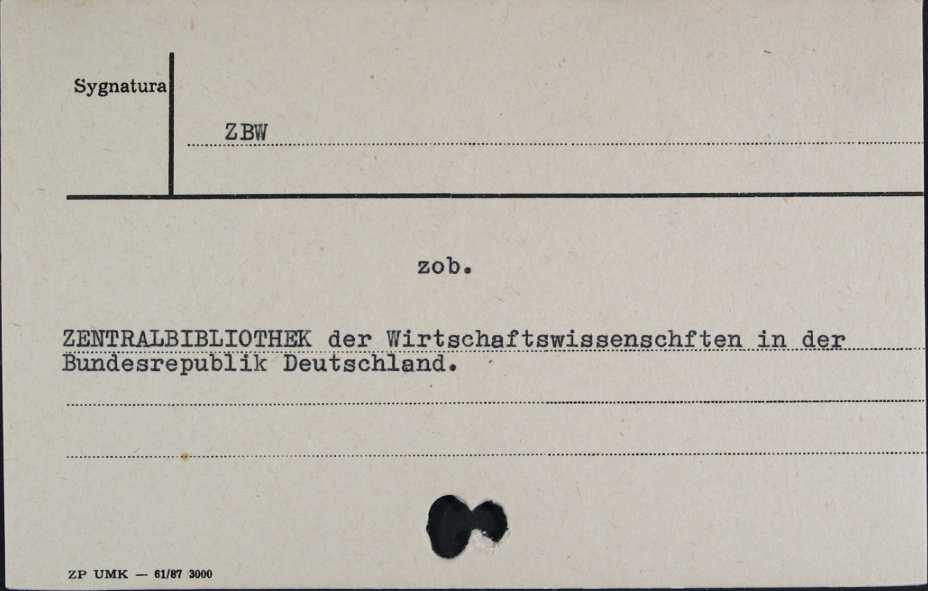 Sygnatura
ZBW
zob.
ZENTRALBIBLIOTHEK der Wirtschaftswissenschften in der
Bundesrepublik Deutschland.
ZP UMK — 61/87 3000